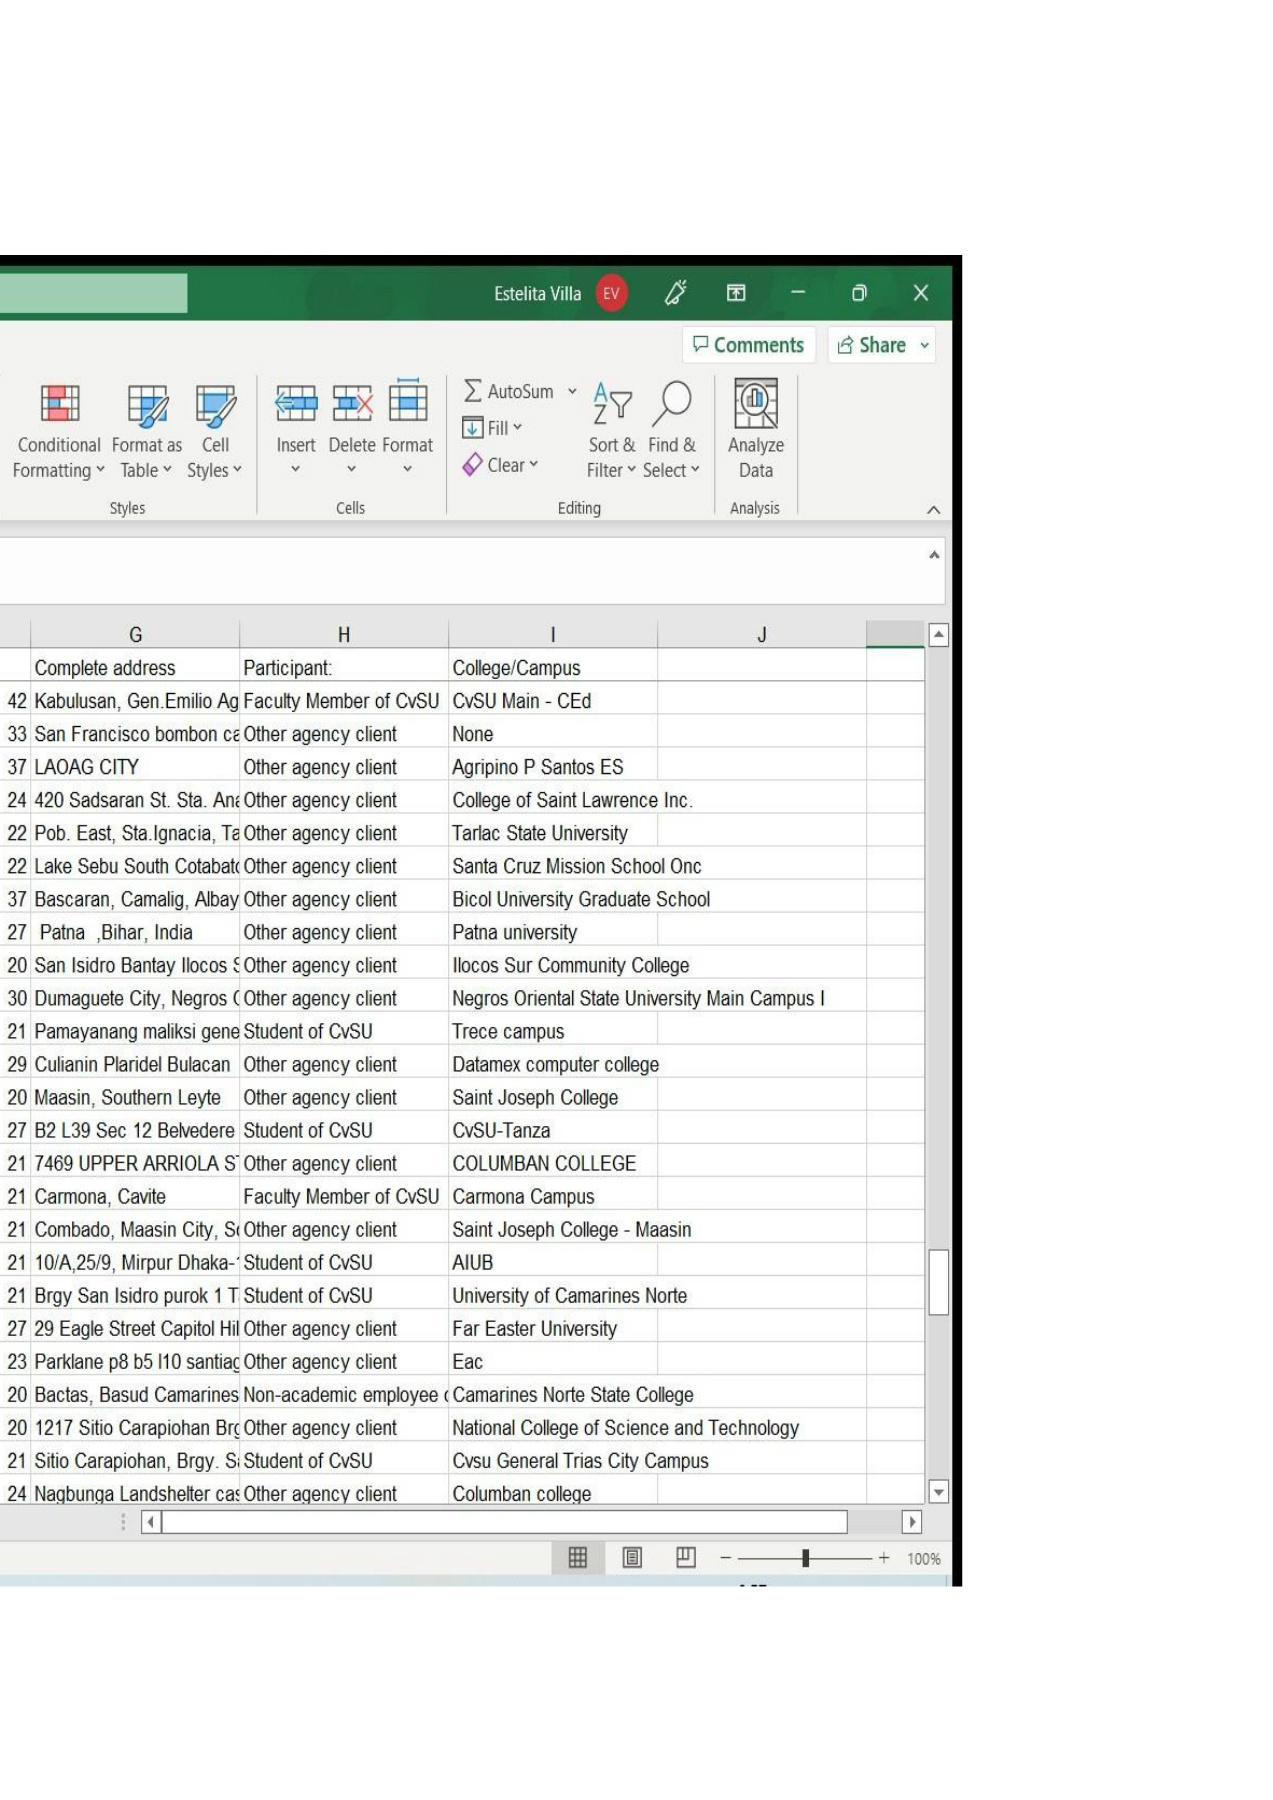 Estelita Villa EV
Comments Share
Conditional Formatting Format as Table Cell Styles Insert Delete Format AutoSum Fill Clear Sort & Filter Find & Select Analyze Data
Styles Cells Editing Analysis
G H I J
Complete address Participant: College/Campus
42 Kabulusan, Gen.Emilio Ag Faculty Member of CvSU CvSU Main - CEd
33 San Francisco bombon ca Other agency client None
37 LAOAG CITY Other agency client Agripino P Santos ES
24 420 Sadsaran St. Sta. Ana Other agency client College of Saint Lawrence Inc.
22 Pob. East, Sta.Ignacia, Ta Other agency client Tarlac State University
22 Lake Sebu South Cotabato Other agency client Santa Cruz Mission School Onc
37 Bascaran, Camalig, Albay Other agency client Bicol University Graduate School
27 Patna ,Bihar, India Other agency client Patna university
20 San Isidro Bantay Ilocos S Other agency client Ilocos Sur Community College
30 Dumaguete City, Negros O Other agency client Negros Oriental State University Main Campus I
21 Pamayanang maliksi gene Student of CvSU Trece campus
29 Culianin Plaridel Bulacan Other agency client Datamex computer college
20 Maasin, Southern Leyte Other agency client Saint Joseph College
27 B2 L39 Sec 12 Belvedere Student of CvSU CvSU-Tanza
21 7469 UPPER ARRIOLA ST Other agency client COLUMBAN COLLEGE
21 Carmona, Cavite Faculty Member of CvSU Carmona Campus
21 Combado, Maasin City, So Other agency client Saint Joseph College - Maasin
21 10/A,25/9, Mirpur Dhaka-1 Student of CvSU AIUB
21 Brgy San Isidro purok 1 T Student of CvSU University of Camarines Norte
27 29 Eagle Street Capitol Hil Other agency client Far Easter University
23 Parklane p8 b5 l10 santiag Other agency client Eac
20 Bactas, Basud Camarines Non-academic employee Camarines Norte State College
20 1217 Sitio Carapiohan Brg Other agency client National College of Science and Technology
21 Sitio Carapiohan, Brgy. Sa Student of CvSU Cvsu General Trias City Campus
24 Nagbunga Landshelter cas Other agency client Columban college
100%